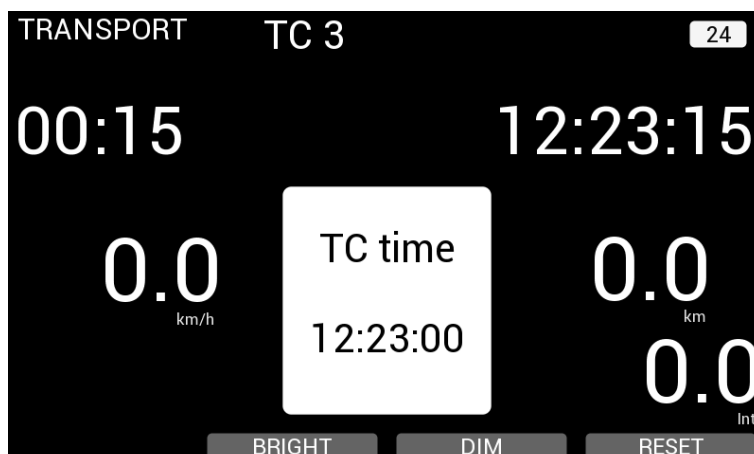 TRANSPORT TC 3 24
00:15 12:23:15
TC time
0.0 0.0
km/h km
12:23:00
0.0
Int
BRIGHT DIM RESET